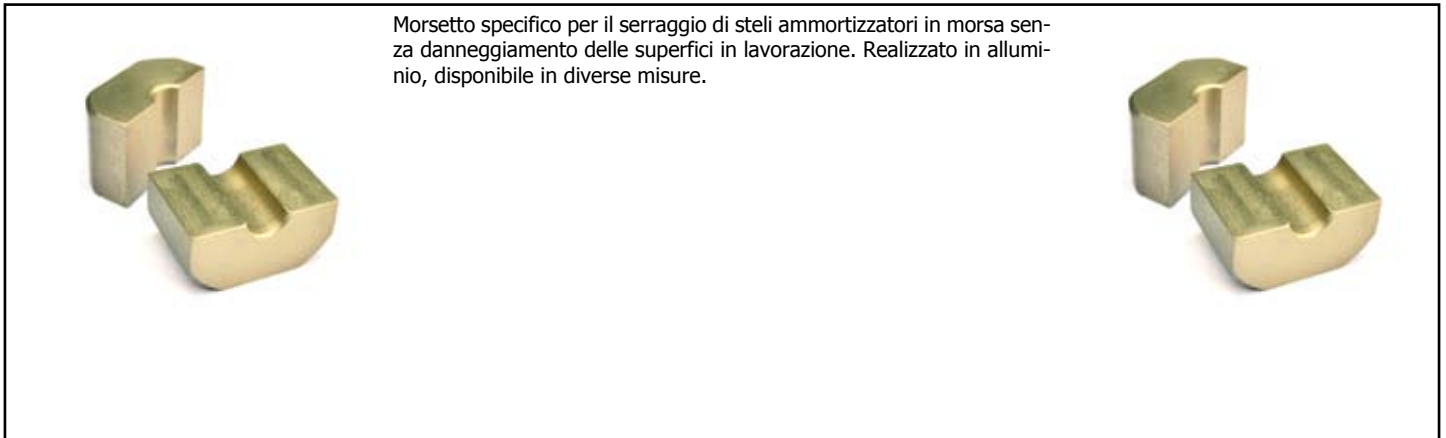 Morsetto specifico per il serraggio di steli ammortizzatori in morsa sen-
za danneggiamento delle superfici in lavorazione. Realizzato in allumi-
nio, disponibile in diverse misure.